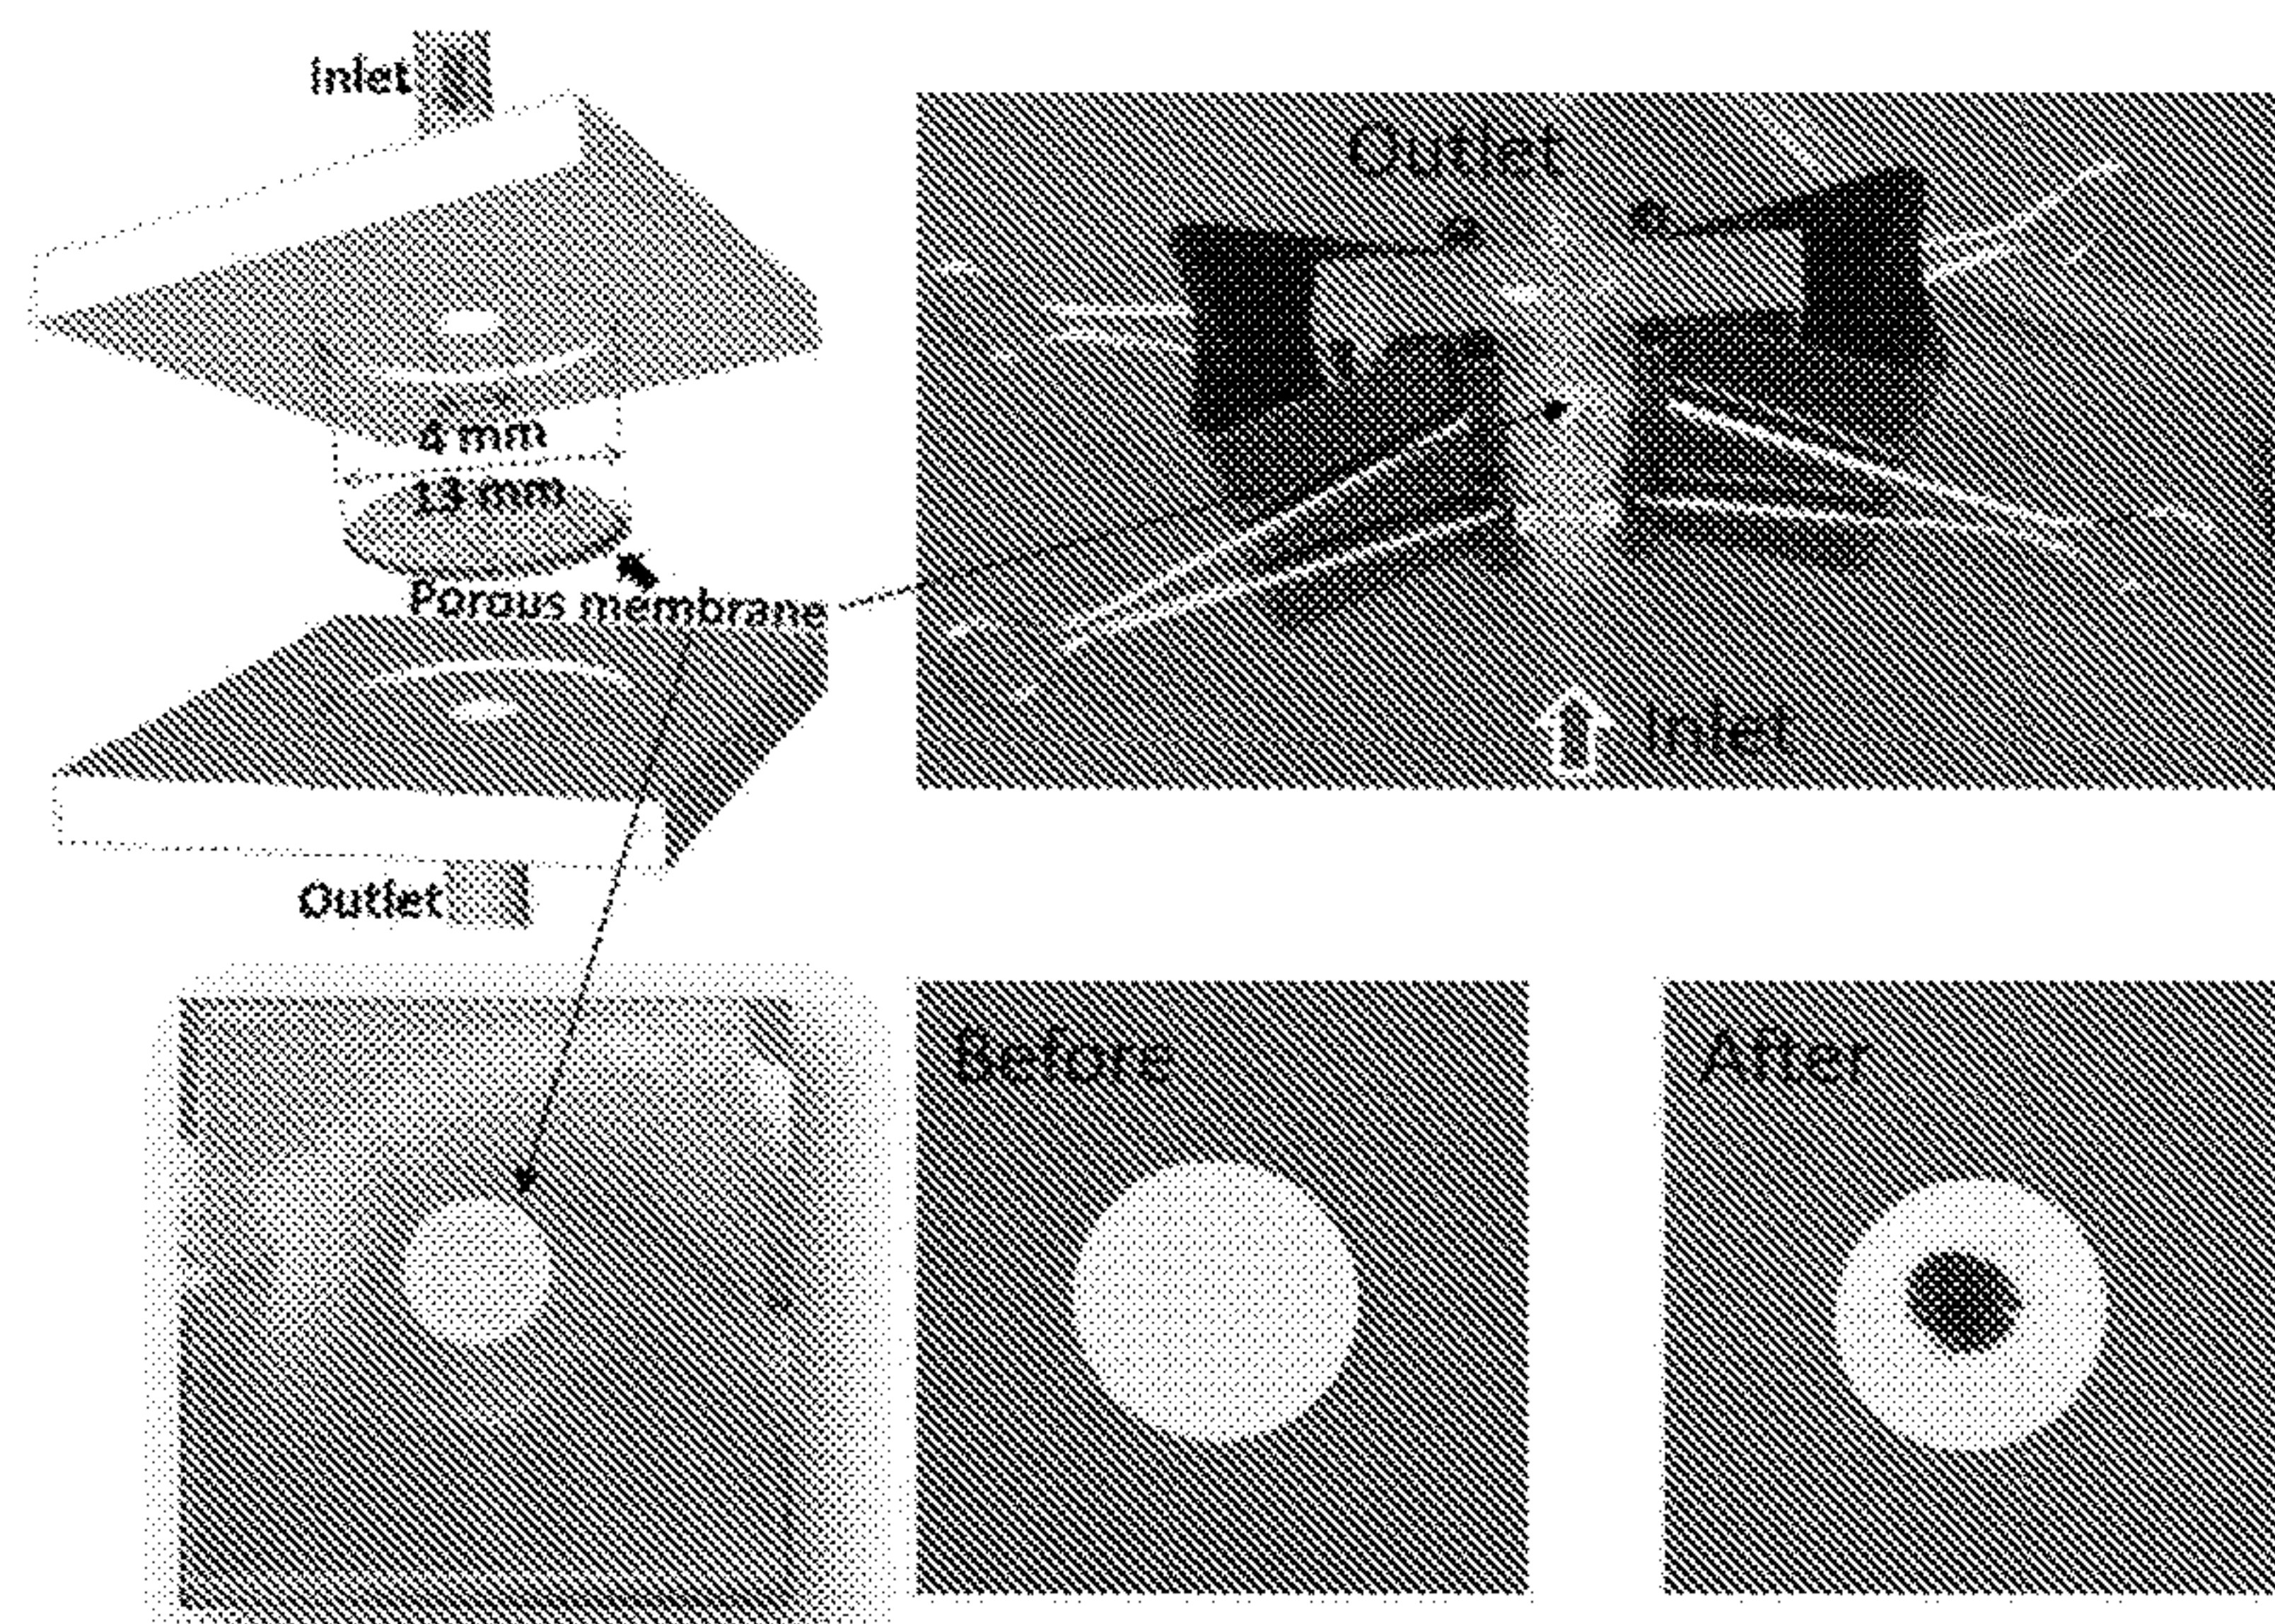 Inlet
4 mm
13 mm
Porous membrane
Outlet
Outlet
Inlet
Before
After